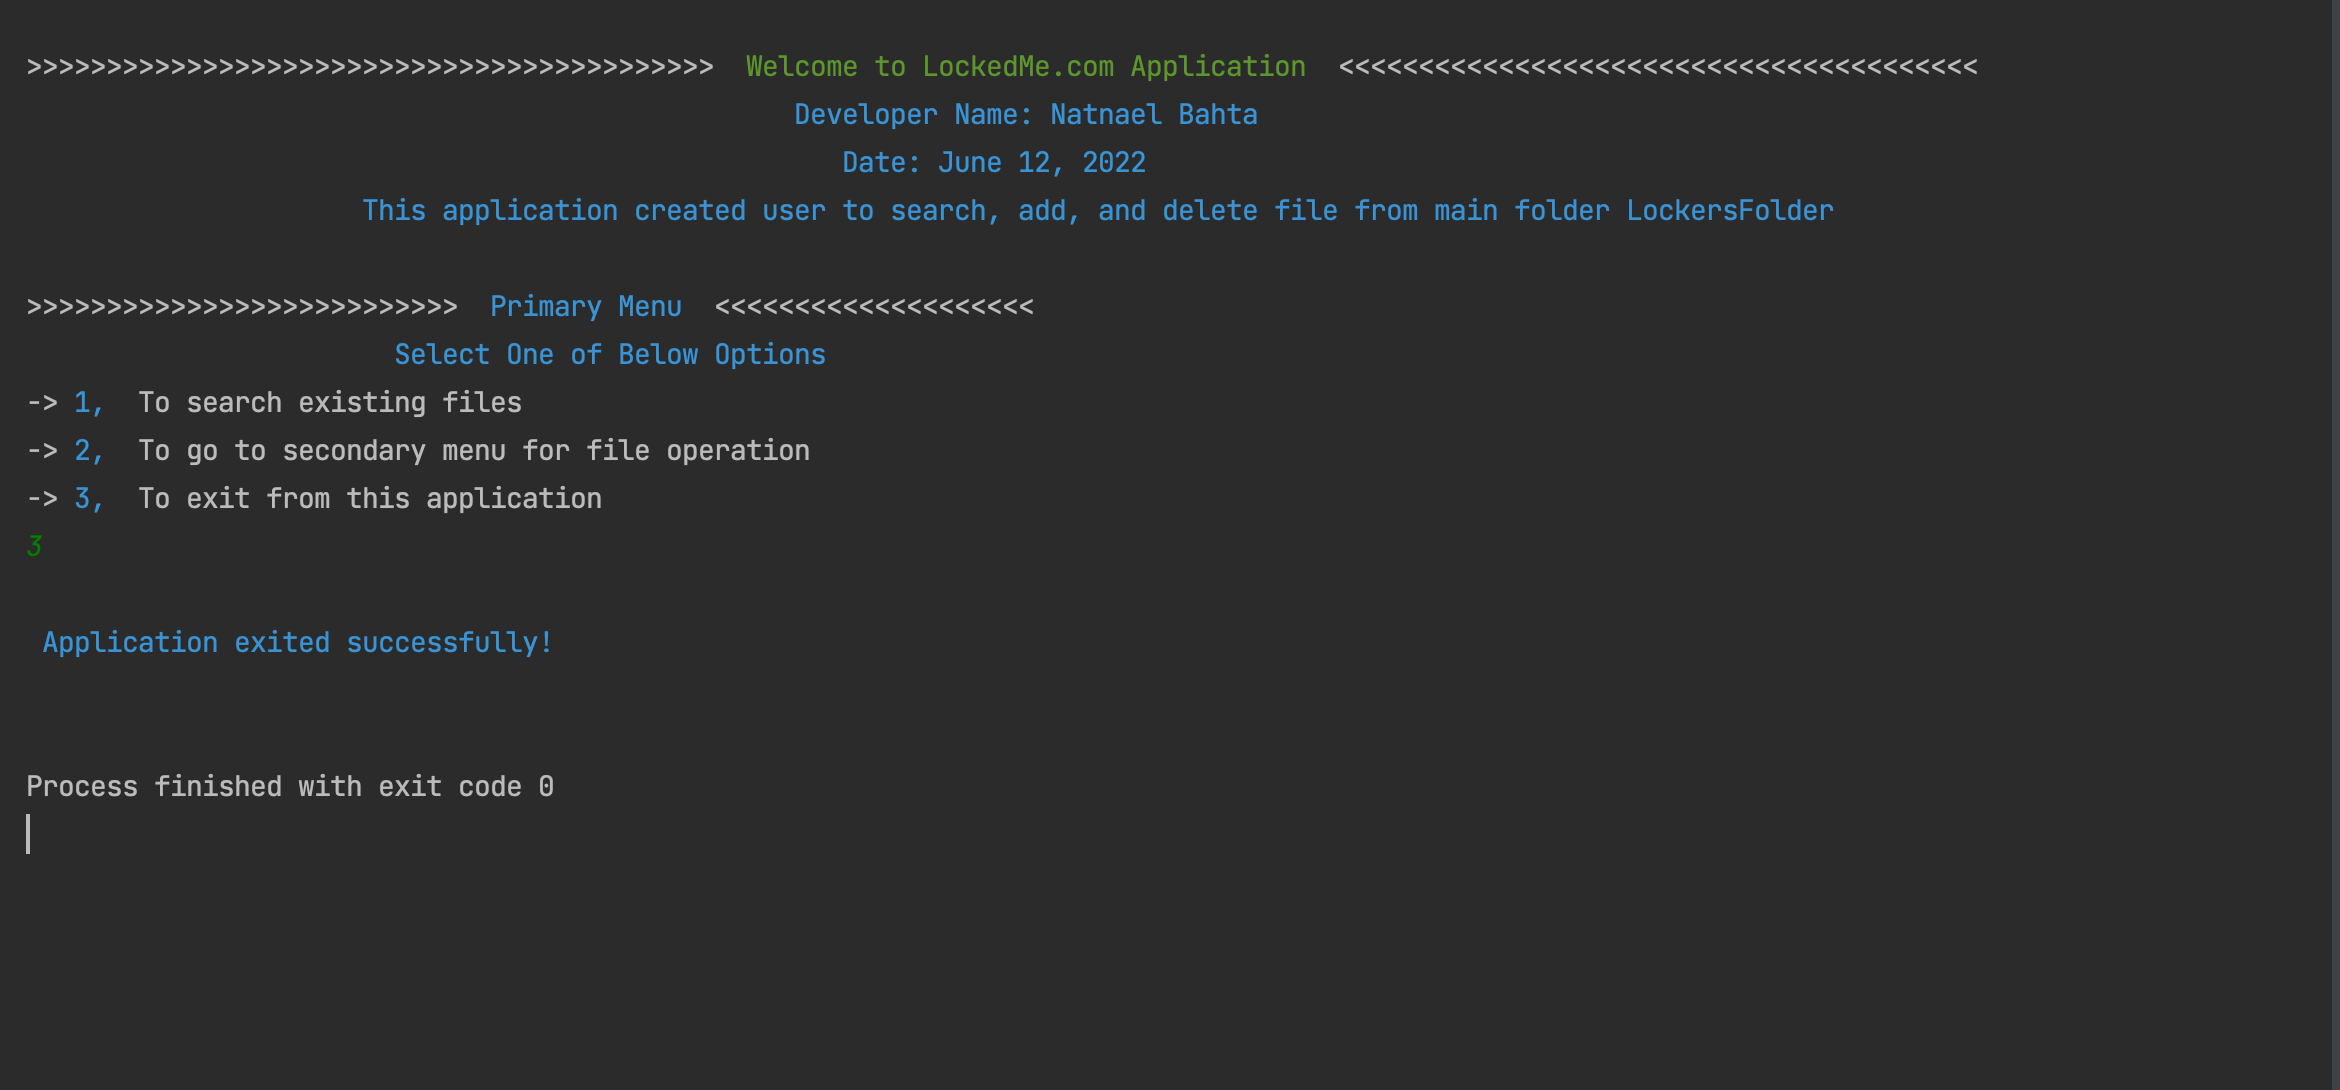 >>>>>>>>>>>>>>>>>>>>>>>>>>>>>>>>>>>>>>>>>>>  Welcome to LockedMe.com Application  <<<<<<<<<<<<<<<<<<<<<<<<<<<<<<<<<<<<<<<<
Developer Name: Natnael Bahta
Date: June 12, 2022
This application created user to search, add, and delete file from main folder LockersFolder
>>>>>>>>>>>>>>>>>>>>>>>>>>>  Primary Menu  <<<<<<<<<<<<<<<<<<<<
Select One of Below Options
-> 1,  To search existing files
-> 2,  To go to secondary menu for file operation
-> 3,  To exit from this application
3
Application exited successfully!
Process finished with exit code 0